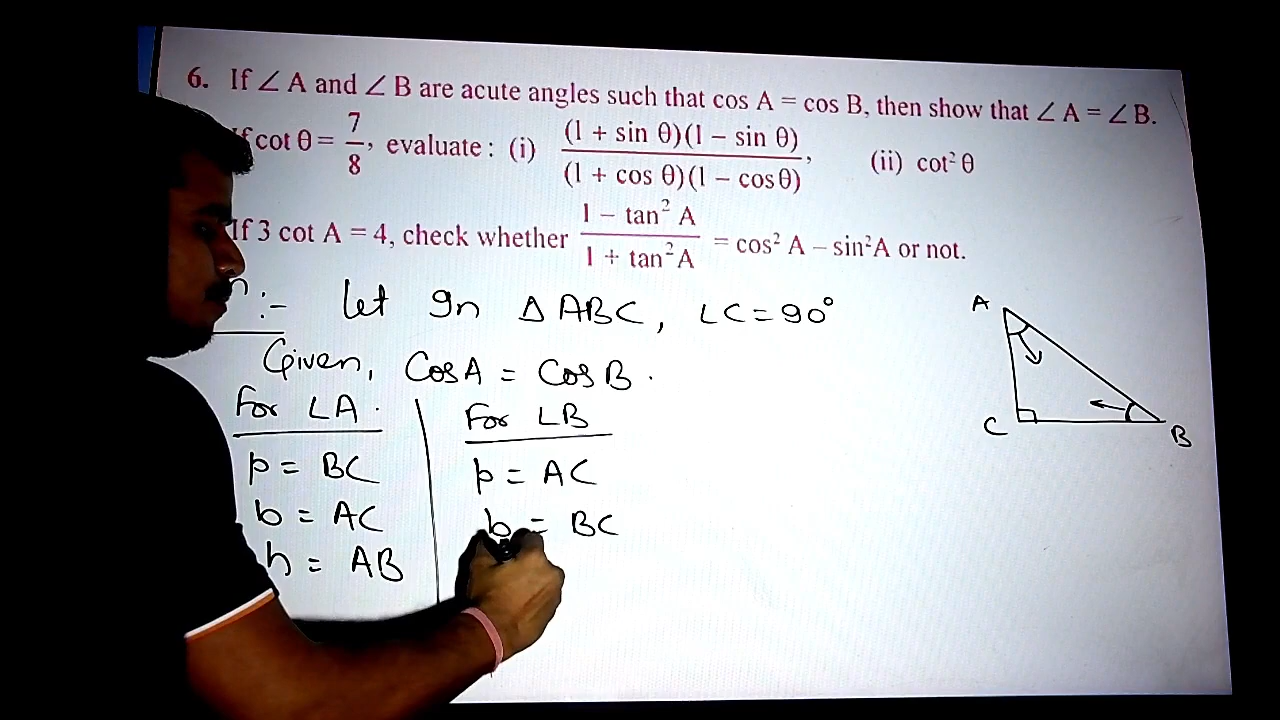 6. If ∠ A and ∠ B are acute angles such that cos A = cos B, then show that ∠ A = ∠ B.
cot θ = 7/8, evaluate : (i) (1 + sin θ)(1 − sin θ)/(1 + cos θ)(1 − cos θ), (ii) cot² θ
If 3 cot A = 4, check whether (1 − tan² A)/(1 + tan² A) = cos² A − sin² A or not.
n :- Let In Δ ABC, ∠C = 90°
Given, Cos A = Cos B .
For ∠A .
p = BC
b = AC
h = AB
For ∠B
p = AC
b = BC
A
C
B